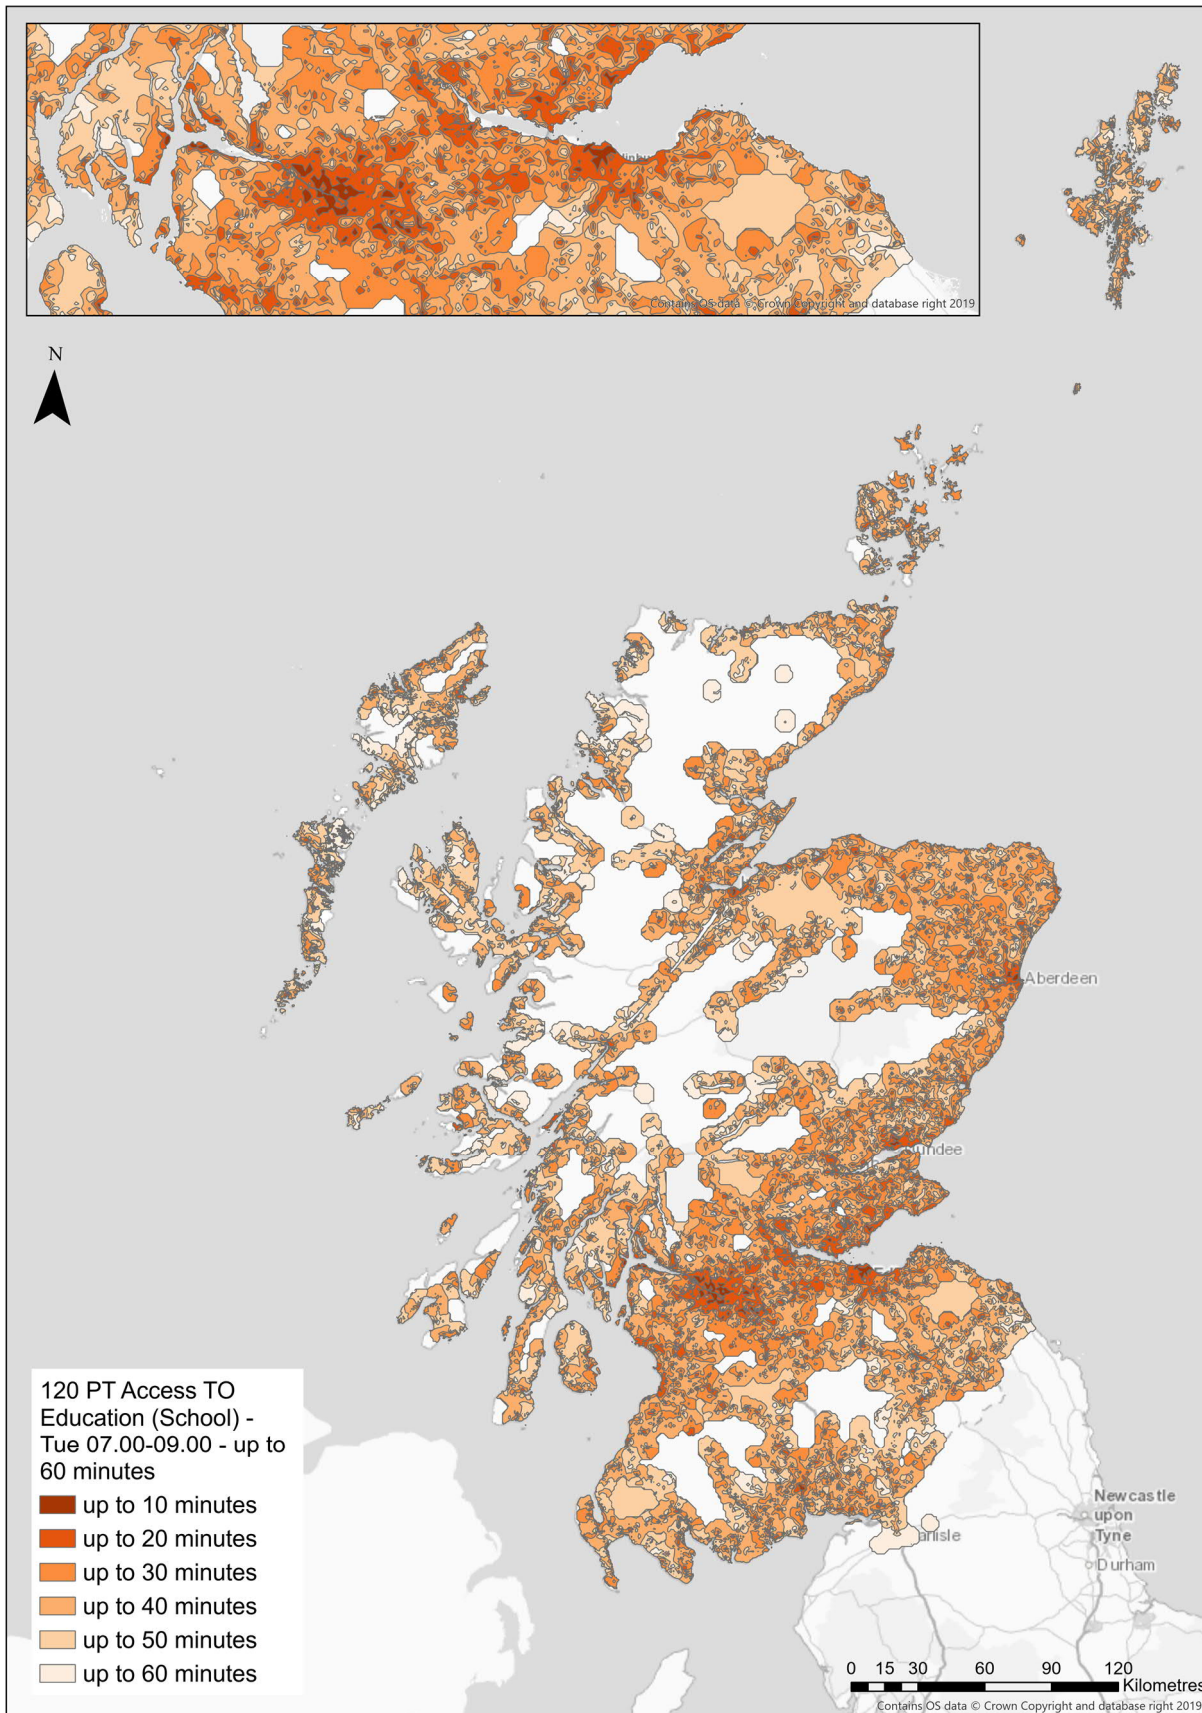 Contains OS data © Crown Copyright and database right 2019
N
Aberdeen
undee
120 PT Access TO
Education (School) -
Tue 07.00-09.00 - up to
60 minutes
up to 10 minutes
up to 20 minutes
up to 30 minutes
up to 40 minutes
up to 50 minutes
up to 60 minutes
Newcastle
upon
Tyne
arlisle
Durham
0 15 30 60 90 120
Kilometres
Contains OS data © Crown Copyright and database right 2019